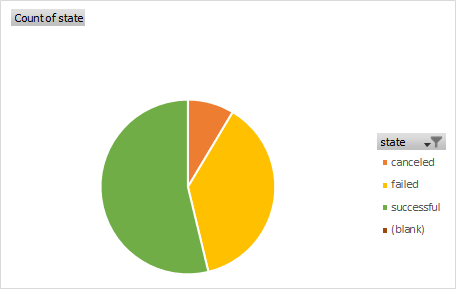 Count of state
state
canceled
failed
successful
(blank)